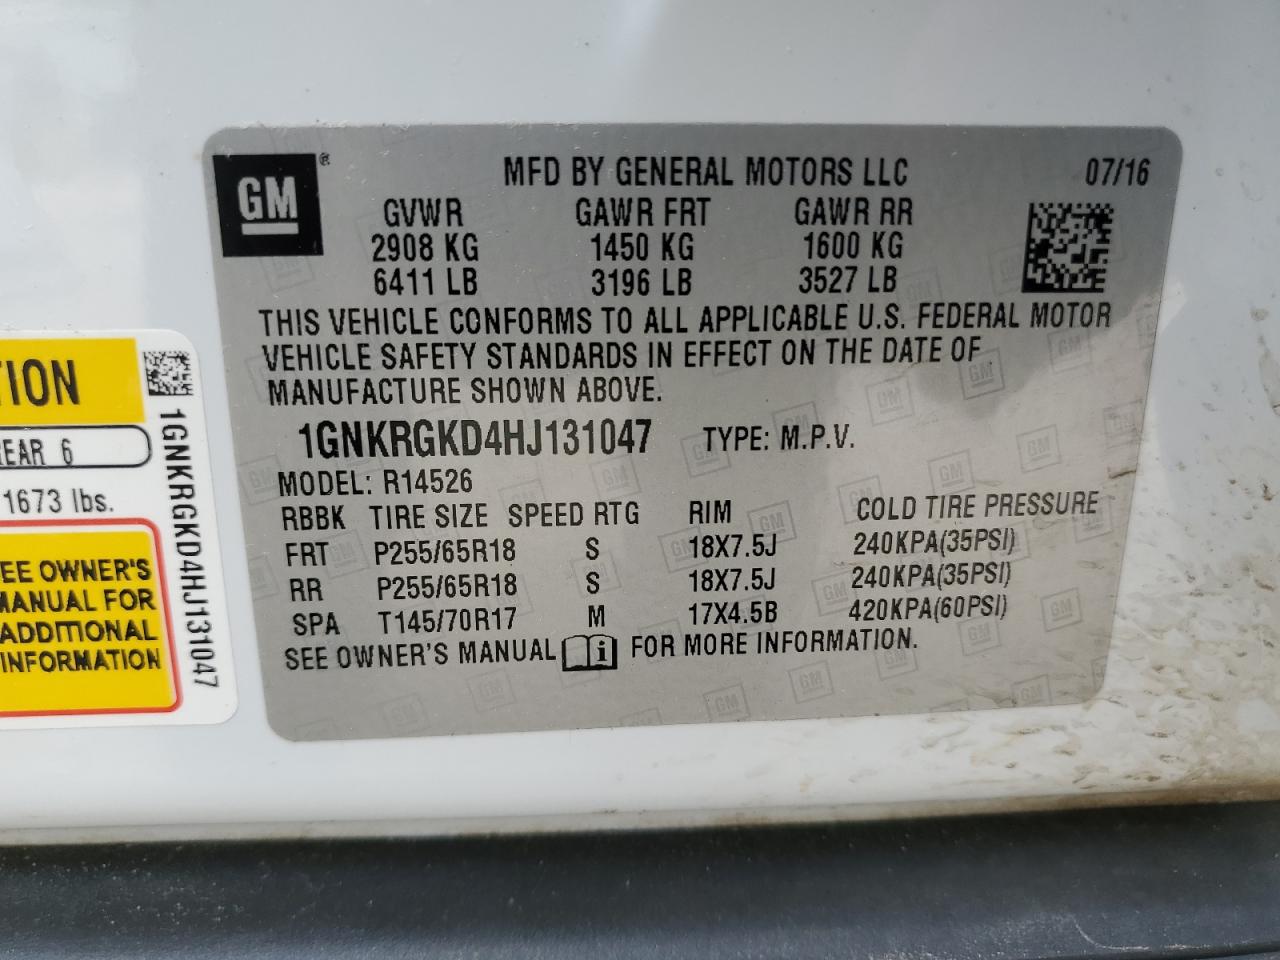 GM ®
MFD BY GENERAL MOTORS LLC 07/16
GVWR GAWR FRT GAWR RR
2908 KG 1450 KG 1600 KG
6411 LB 3196 LB 3527 LB
THIS VEHICLE CONFORMS TO ALL APPLICABLE U.S. FEDERAL MOTOR
VEHICLE SAFETY STANDARDS IN EFFECT ON THE DATE OF
MANUFACTURE SHOWN ABOVE.
1GNKRGKD4HJ131047 TYPE: M.P.V.
MODEL: R14526
RBBK TIRE SIZE SPEED RTG RIM COLD TIRE PRESSURE
FRT P255/65R18 S 18X7.5J 240KPA(35PSI)
RR P255/65R18 S 18X7.5J 240KPA(35PSI)
SPA T145/70R17 M 17X4.5B 420KPA(60PSI)
SEE OWNER'S MANUAL i FOR MORE INFORMATION.
TION
REAR 6
1673 lbs.
EE OWNER'S
MANUAL FOR
ADDITIONAL
INFORMATION
1GNKRGKD4HJ131047